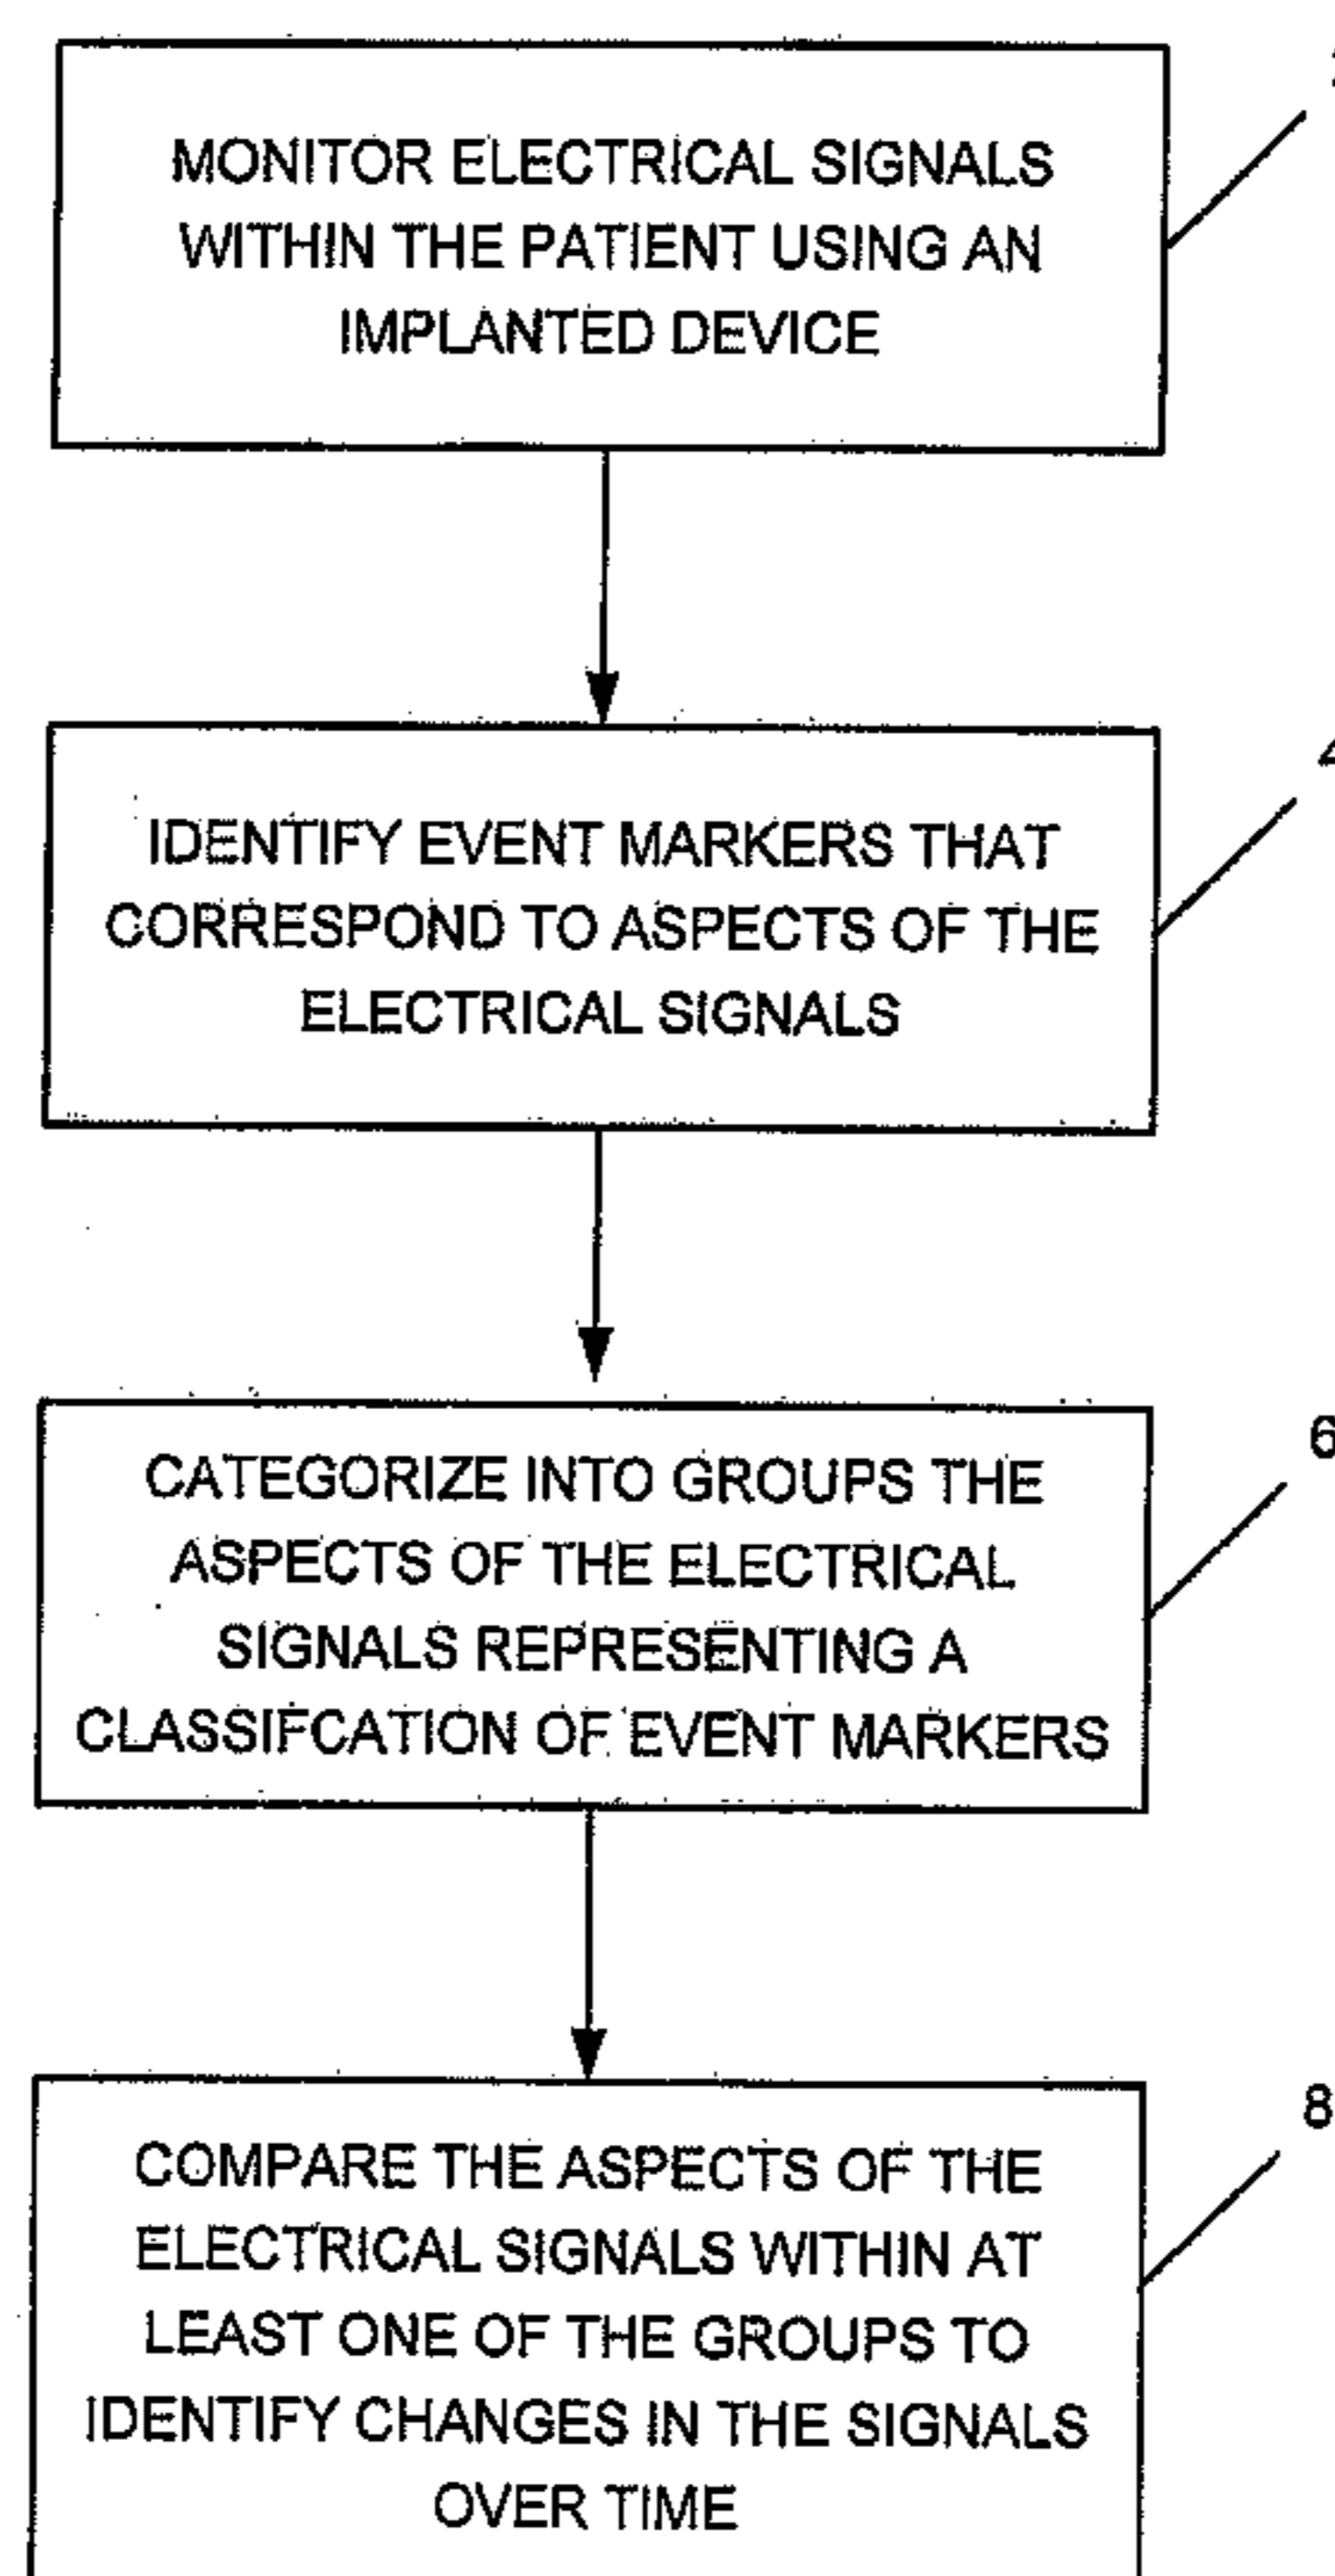 MONITOR ELECTRICAL SIGNALS
WITHIN THE PATIENT USING AN
IMPLANTED DEVICE
IDENTIFY EVENT MARKERS THAT
CORRESPOND TO ASPECTS OF THE
ELECTRICAL SIGNALS
6
CATEGORIZE INTO GROUPS THE
ASPECTS OF THE ELECTRICAL
SIGNALS REPRESENTING A
CLASSIFCATION OF EVENT MARKERS
8
COMPARE THE ASPECTS OF THE
ELECTRICAL SIGNALS WITHIN AT
LEAST ONE OF THE GROUPS TO
IDENTIFY CHANGES IN THE SIGNALS
OVER TIME